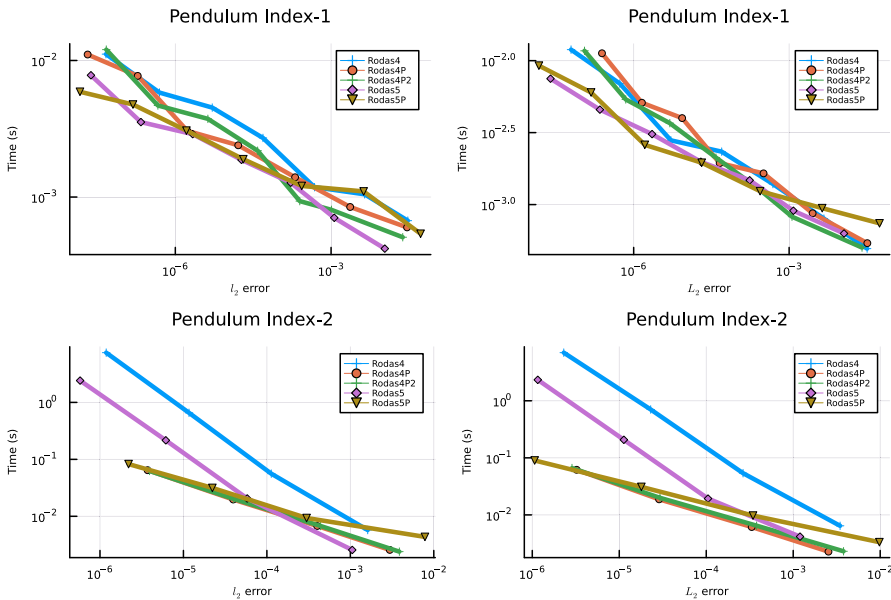 Pendulum Index-1
Time (s)
10⁻²
10⁻³
10⁻⁶
10⁻³
l₂ error
Rodas4
Rodas4P
Rodas4P2
Rodas5
Rodas5P
Pendulum Index-1
Time (s)
10⁻²·⁰
10⁻²·⁵
10⁻³·⁰
10⁻⁶
10⁻³
L₂ error
Rodas4
Rodas4P
Rodas4P2
Rodas5
Rodas5P
Pendulum Index-2
Time (s)
10⁰
10⁻¹
10⁻²
10⁻⁶
10⁻⁵
10⁻⁴
10⁻³
10⁻²
l₂ error
Rodas4
Rodas4P
Rodas4P2
Rodas5
Rodas5P
Pendulum Index-2
Time (s)
10⁰
10⁻¹
10⁻²
10⁻⁶
10⁻⁵
10⁻⁴
10⁻³
10⁻²
L₂ error
Rodas4
Rodas4P
Rodas4P2
Rodas5
Rodas5P